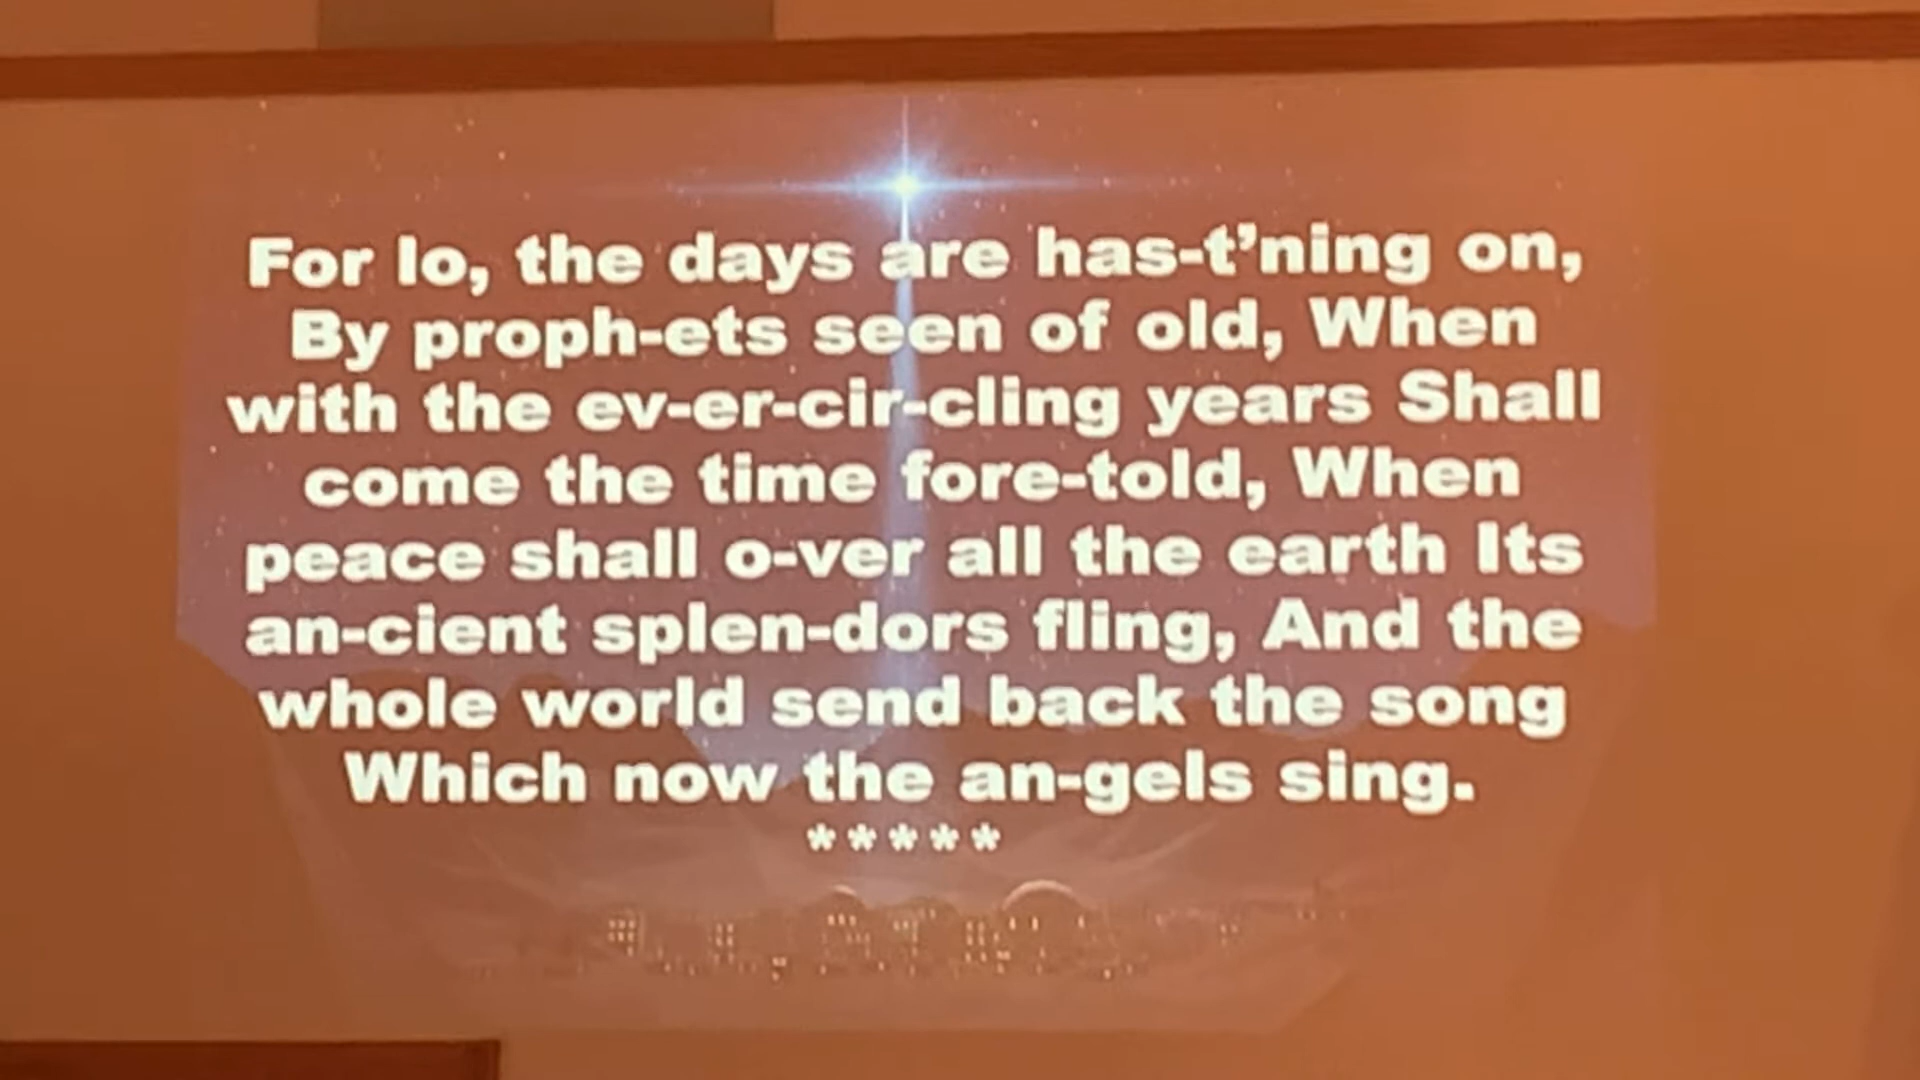 For lo, the days are has-t’ning on,
By proph-ets seen of old, When
with the ev-er-cir-cling years Shall
come the time fore-told, When
peace shall o-ver all the earth Its
an-cient splen-dors fling, And the
whole world send back the song
Which now the an-gels sing.
*****